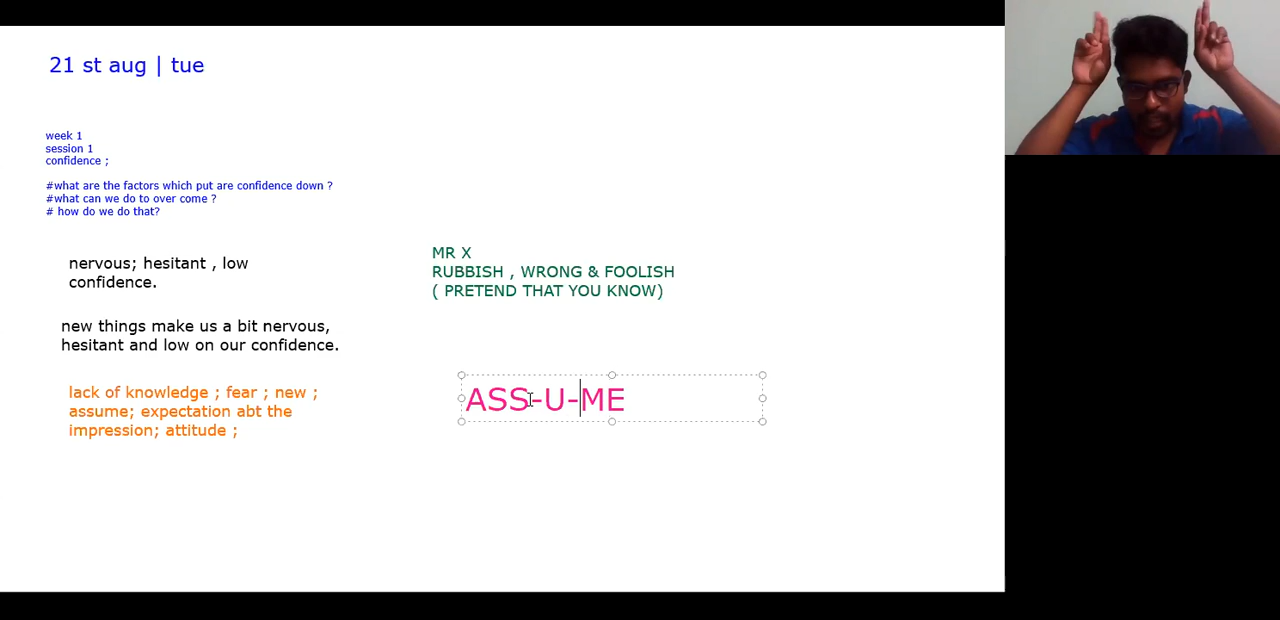 21 st aug | tue
week 1
session 1
confidence ;
#what are the factors which put are confidence down ?
#what can we do to over come ?
# how do we do that?
nervous; hesitant , low
confidence.
new things make us a bit nervous,
hesitant and low on our confidence.
lack of knowledge ; fear ; new ;
assume; expectation abt the
impression; attitude ;
MR X
RUBBISH , WRONG & FOOLISH
( PRETEND THAT YOU KNOW)
ASS-U-ME